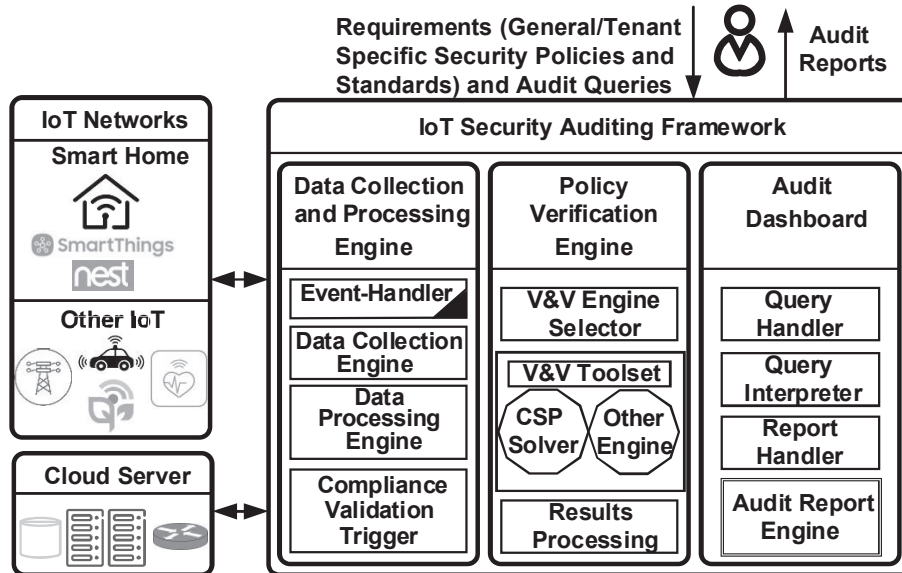 Requirements (General/Tenant
Specific Security Policies and
Standards) and Audit Queries
Audit
Reports
IoT Networks
Smart Home
SmartThings
nest
Other IoT
Cloud Server
IoT Security Auditing Framework
Data Collection
and Processing
Engine
Event-Handler
Data Collection
Engine
Data
Processing
Engine
Compliance
Validation
Trigger
Policy
Verification
Engine
V&V Engine
Selector
V&V Toolset
CSP
Solver
Other
Engine
Results
Processing
Audit
Dashboard
Query
Handler
Query
Interpreter
Report
Handler
Audit Report
Engine